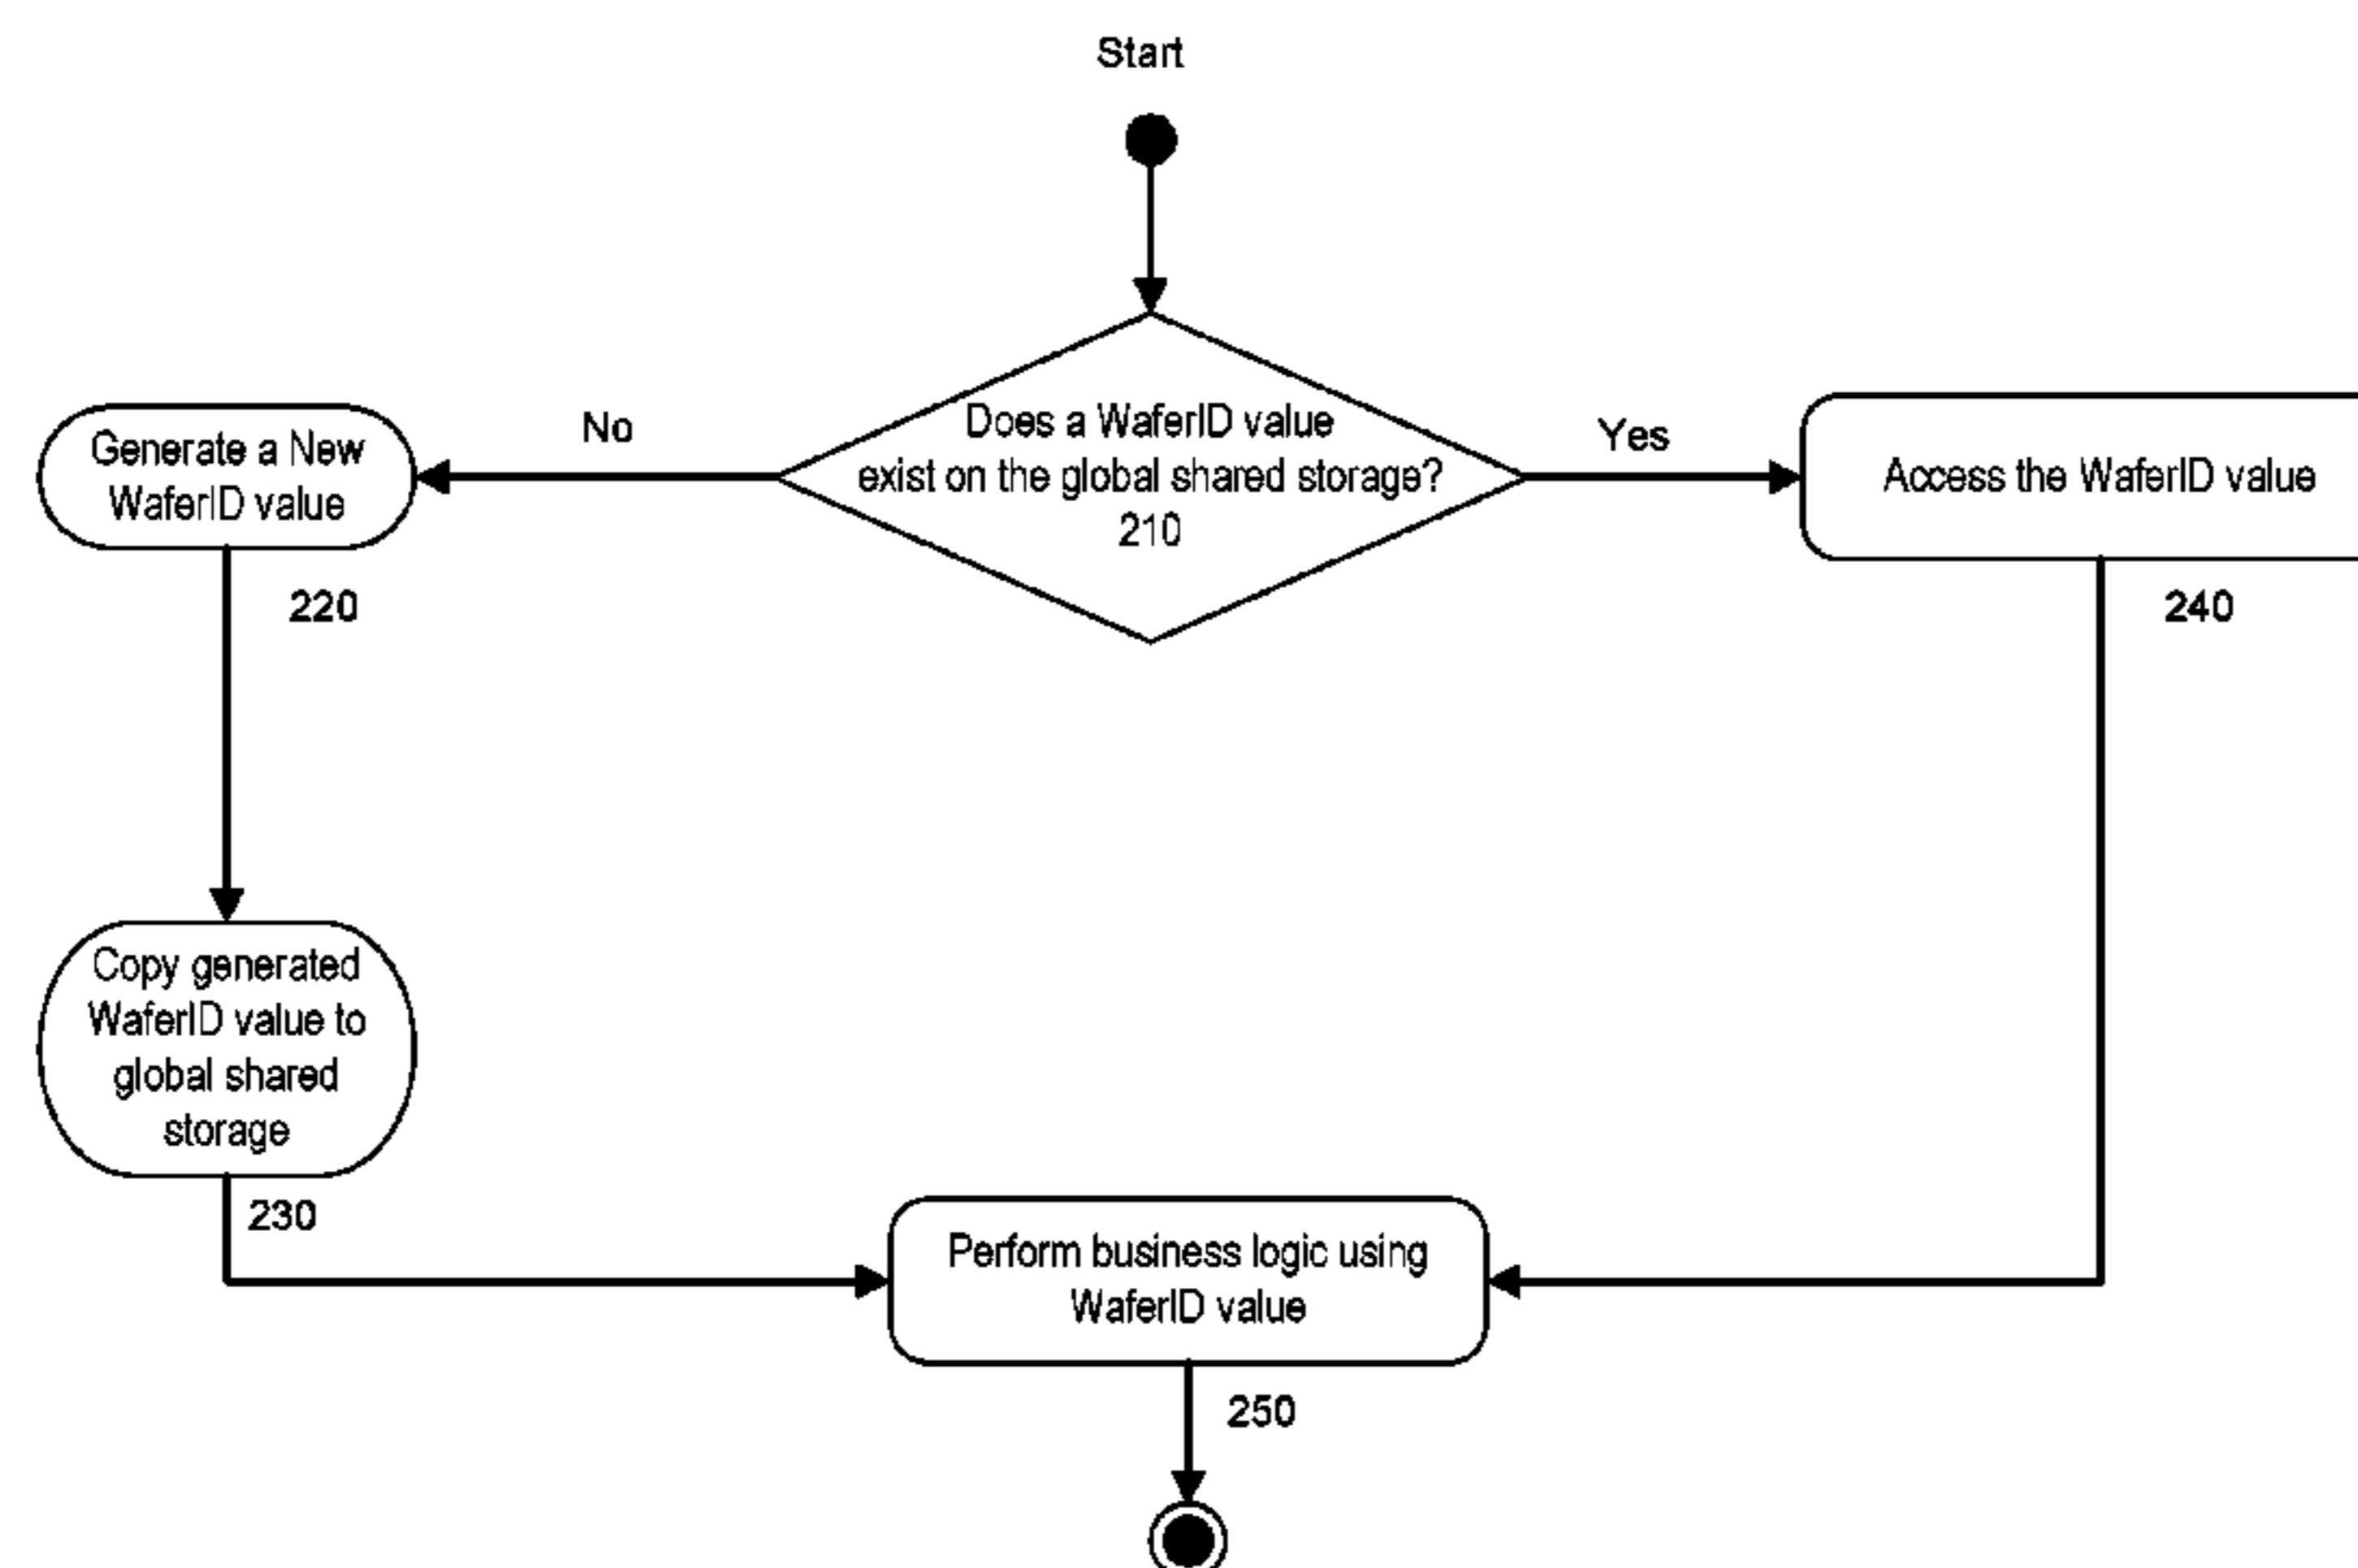 Start
Does a WaferID value
exist on the global shared storage?
210
No
Yes
Generate a New
WaferID value
220
Access the WaferID value
240
Copy generated
WaferID value to
global shared
storage
230
Perform business logic using
WaferID value
250